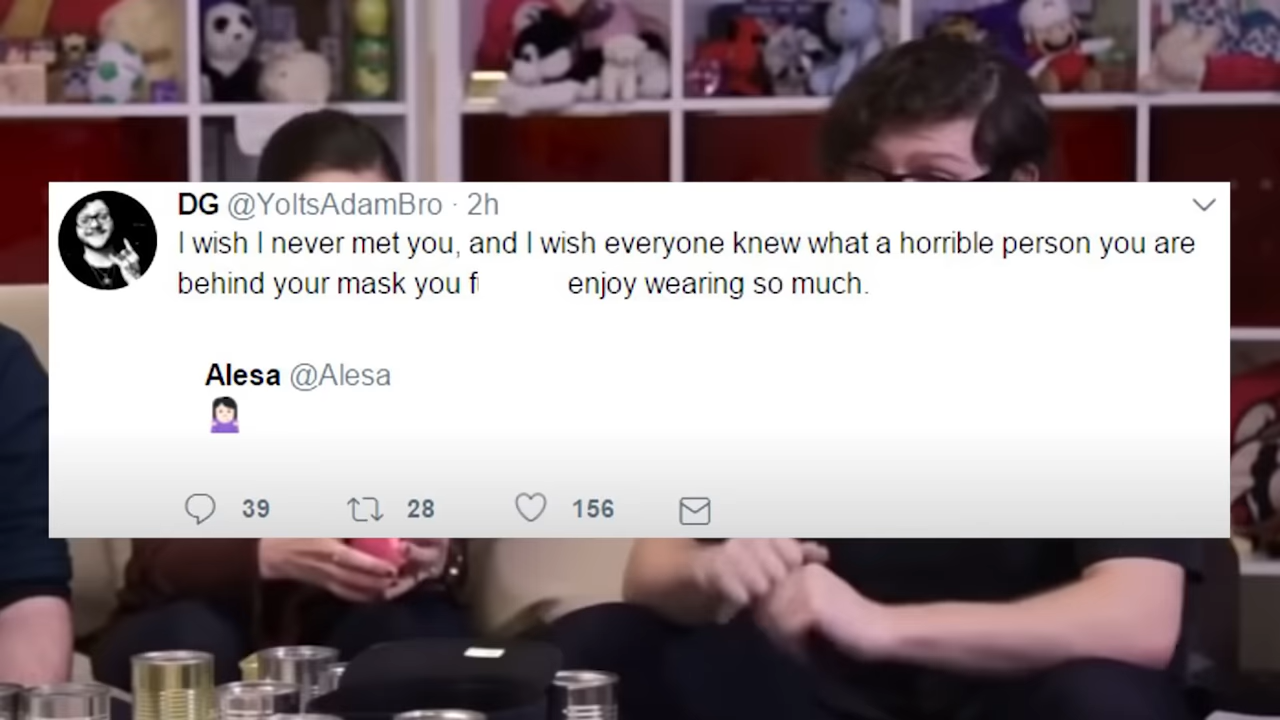 DG @YoItsAdamBro · 2h
I wish I never met you, and I wish everyone knew what a horrible person you are
behind your mask you f enjoy wearing so much.
Alesa @Alesa
39 28 156